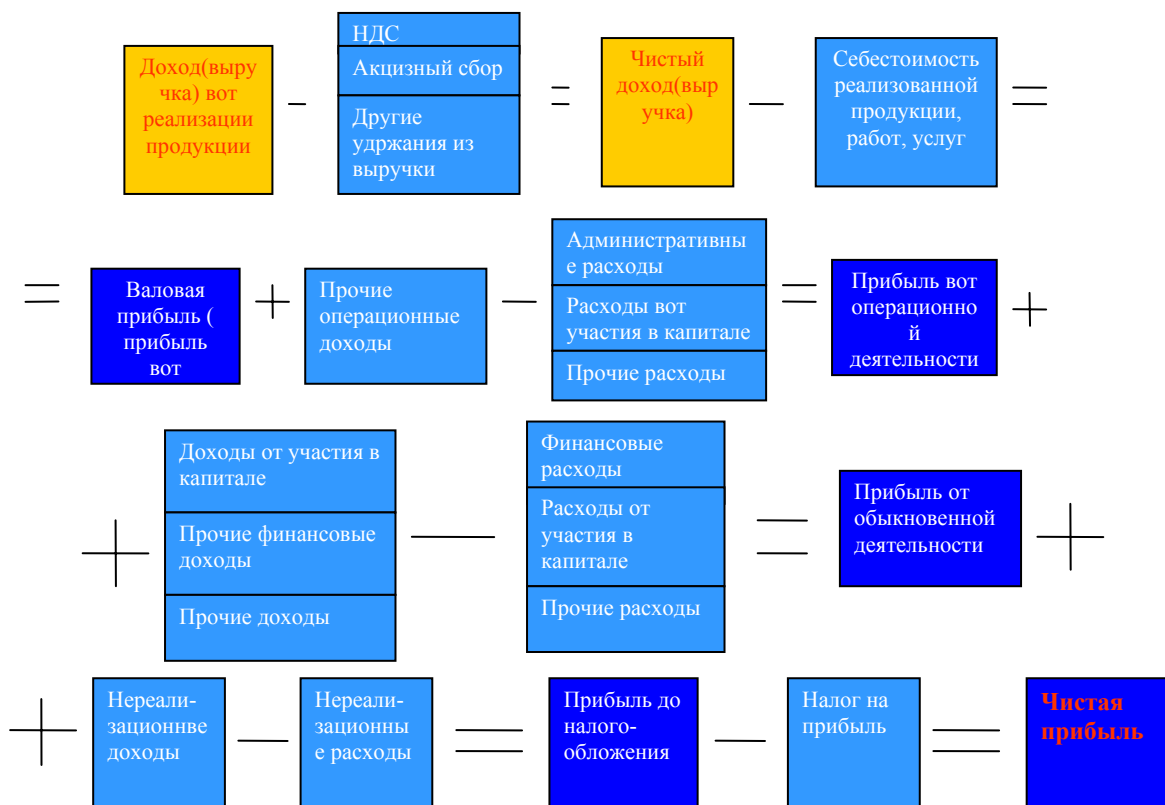 НДС
Акцизный сбор
Другие
удржания из
выручки
Доход(выру
чка) вот
реализации
продукции
–
=
Чистый
доход(выр
учка)
—
Себестоимость
реализованной
продукции,
работ, услуг
=
=
Валовая
прибыль (
прибыль
вот
+
Прочие
операционные
доходы
—
Административны
е расходы
Расходы вот
участия в капитале
Прочие расходы
=
Прибыль вот
операционно
й
деятельности
+
+
Доходы от участия в
капитале
Прочие финансовые
доходы
Прочие доходы
—
Финансовые
расходы
Расходы от
участия в
капитале
Прочие расходы
=
Прибыль от
обыкновенной
деятельности
+
+
Нереали-
зационнве
доходы
—
Нереали-
зационны
е расходы
=
Прибыль до
налого-
обложения
—
Налог на
прибыль
=
Чистая
прибыль